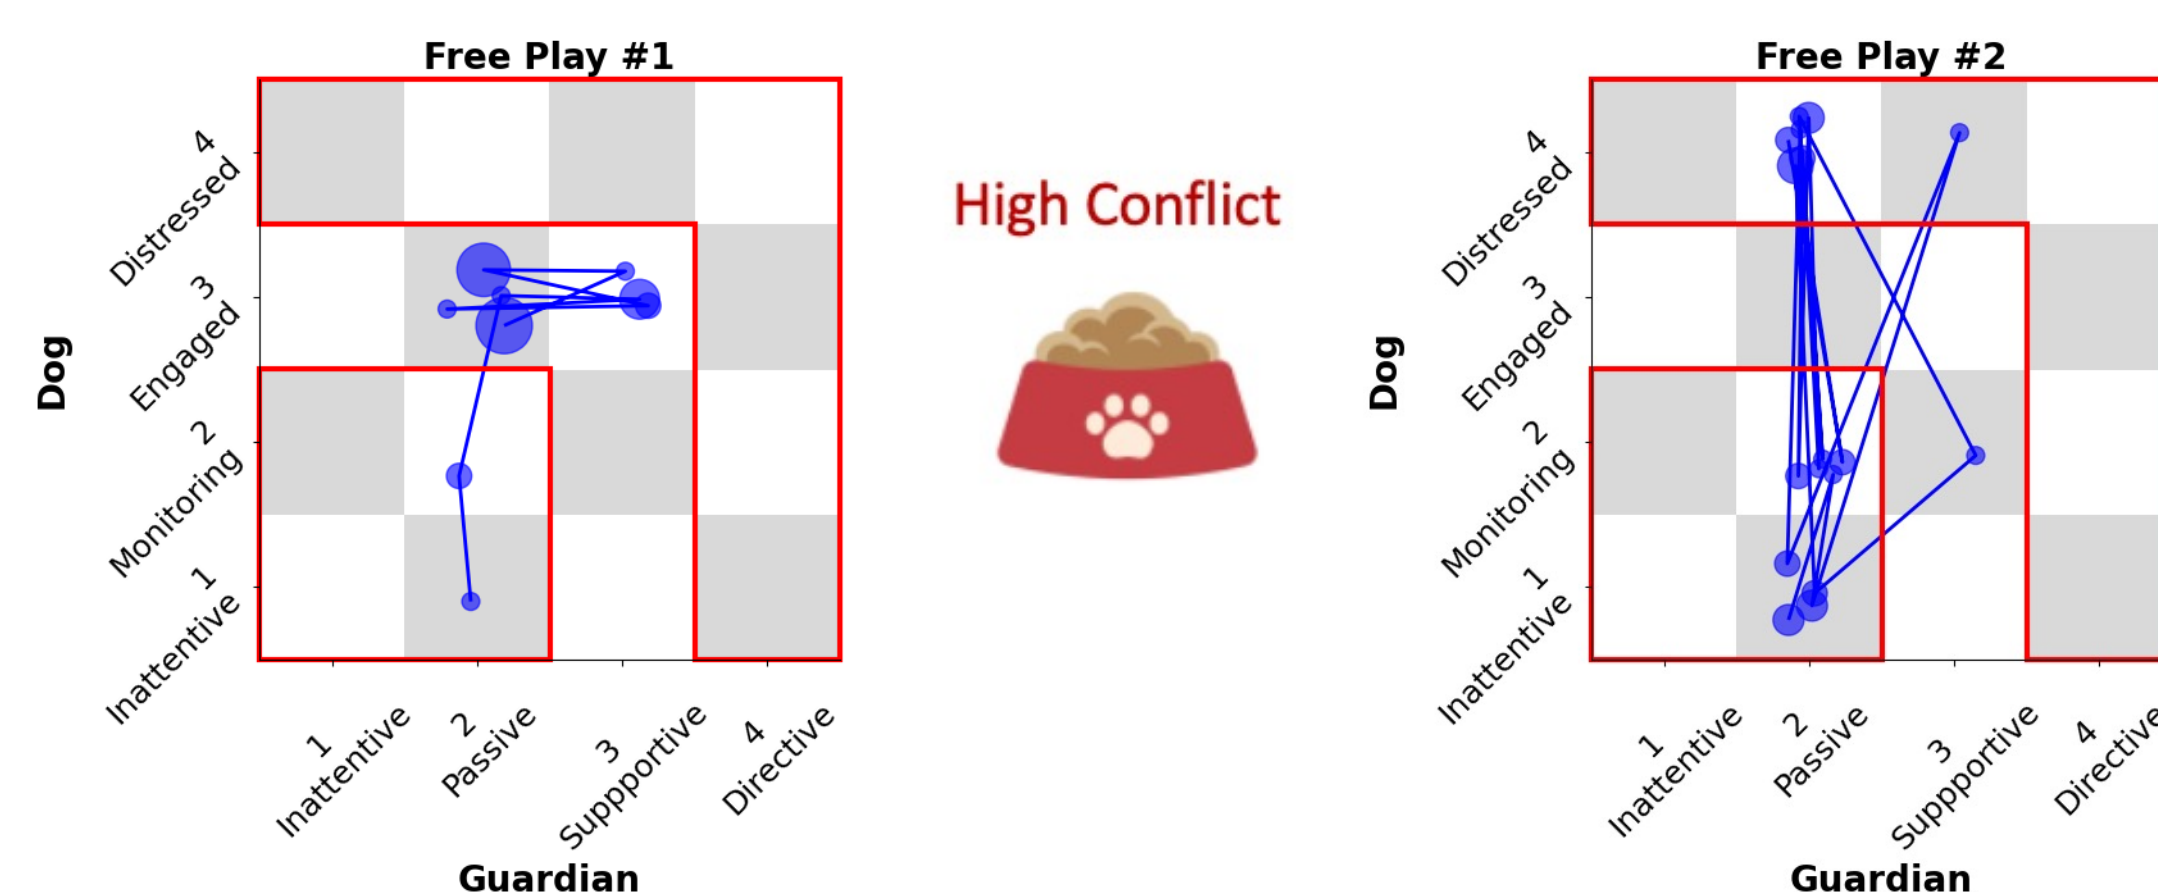 Free Play #1
Dog
4
Distressed
3
Engaged
2
Monitoring
1
Inattentive
1
Inattentive
2
Passive
3
Suppportive
4
Directive
Guardian
High Conflict
Free Play #2
Dog
4
Distressed
3
Engaged
2
Monitoring
1
Inattentive
1
Inattentive
2
Passive
3
Suppportive
4
Directive
Guardian